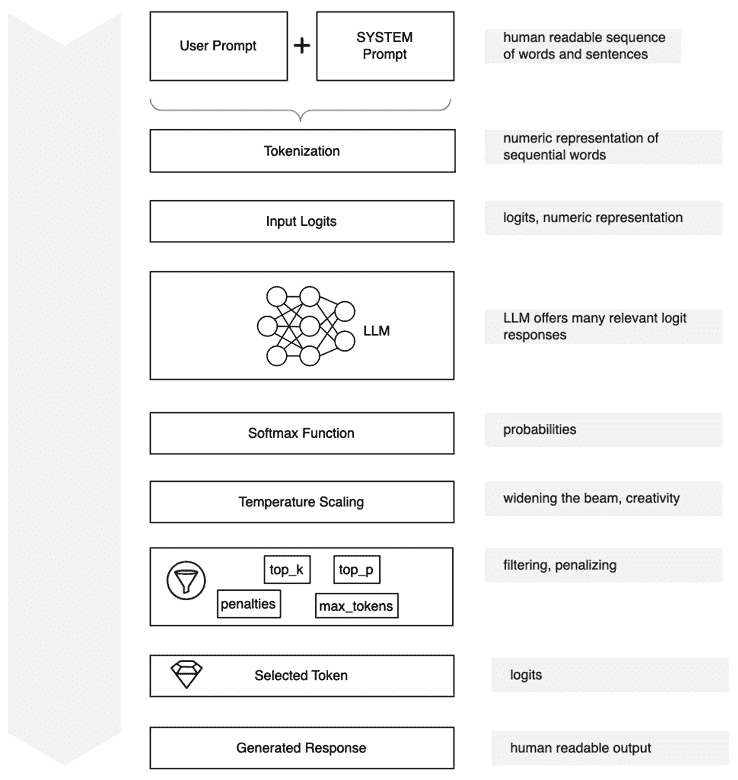 User Prompt
+
SYSTEM
Prompt
human readable sequence
of words and sentences
Tokenization
numeric representation of
sequential words
Input Logits
logits, numeric representation
LLM
LLM offers many relevant logit
responses
Softmax Function
probabilities
Temperature Scaling
widening the beam, creativity
top_k
top_p
penalties
max_tokens
filtering, penalizing
Selected Token
logits
Generated Response
human readable output